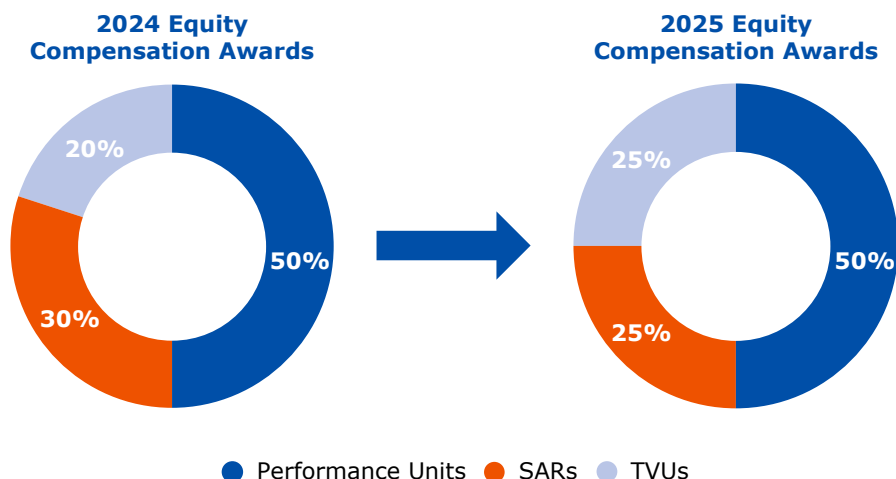 2024 Equity
Compensation Awards
20%
50%
30%
2025 Equity
Compensation Awards
25%
50%
25%
Performance Units
SARs
TVUs